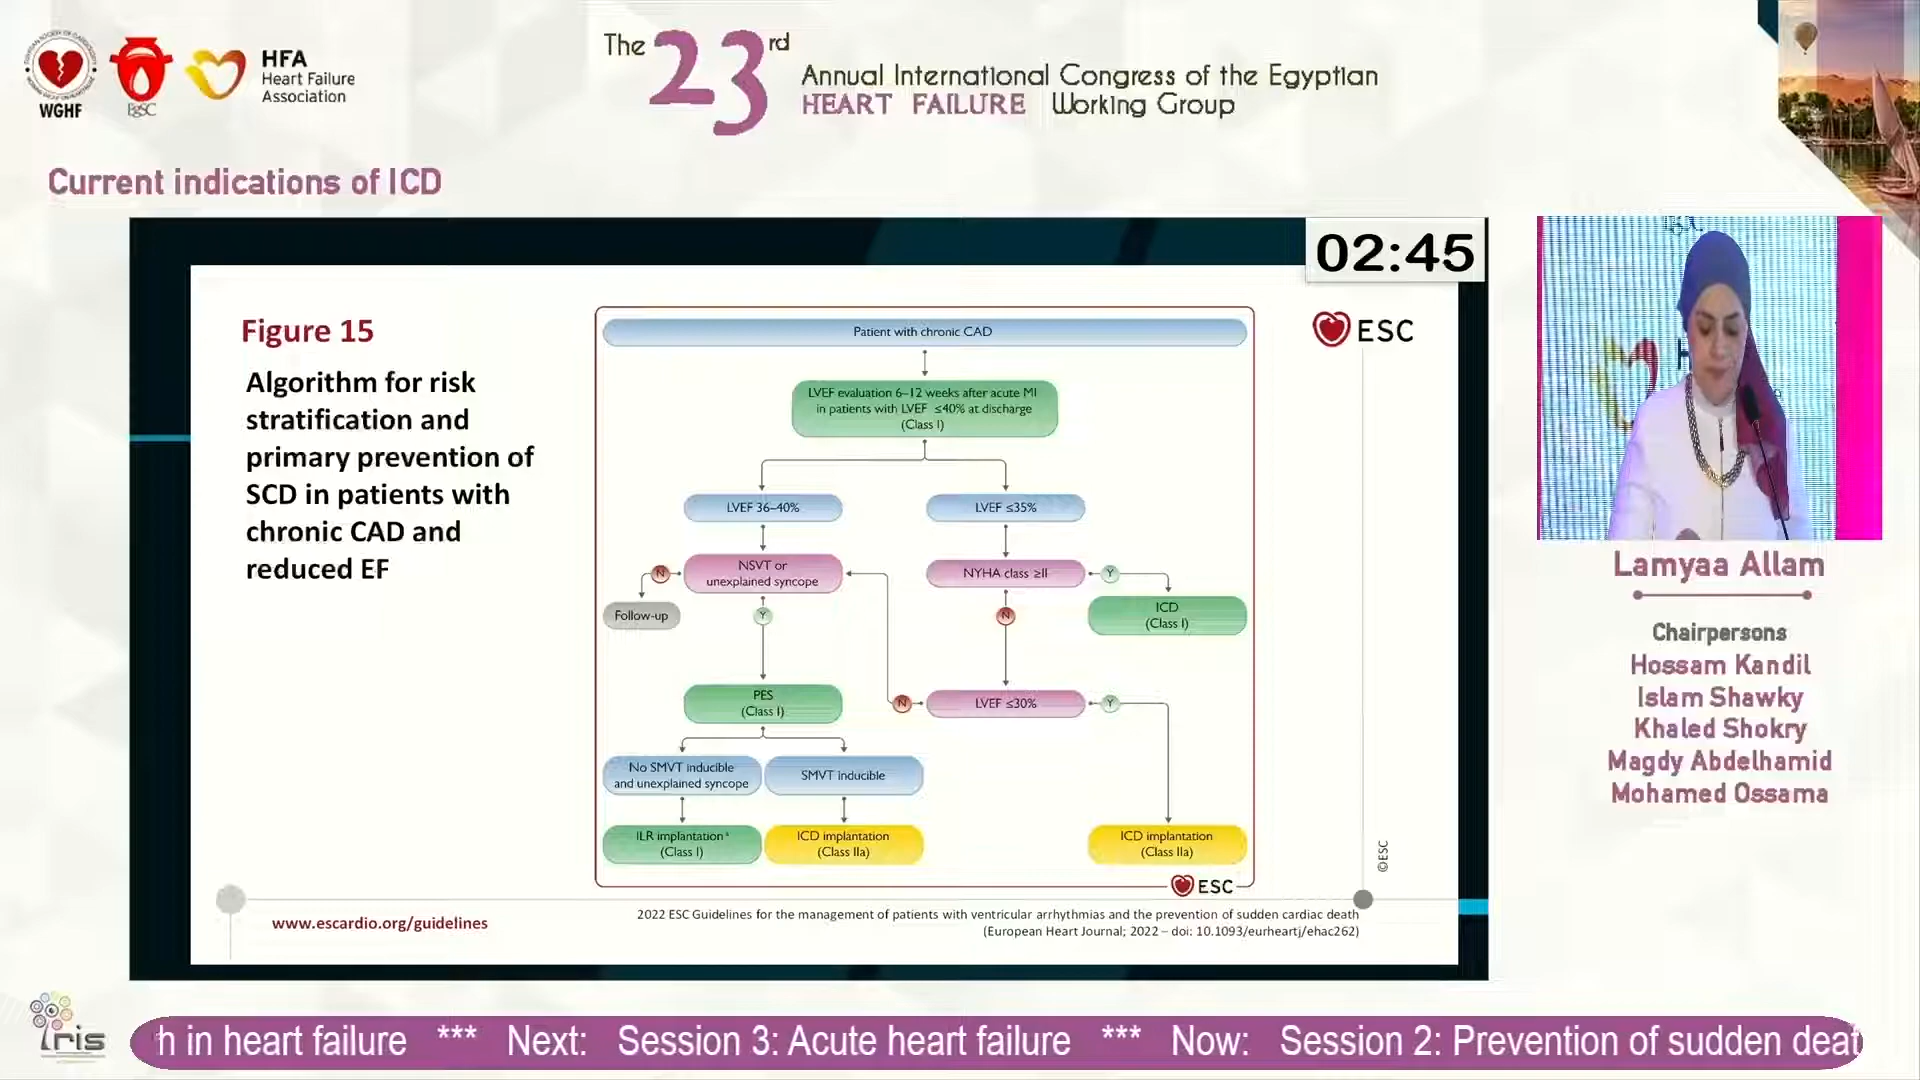 WGHF
EgSC
HFA
Heart Failure
Association
The 23rd
Annual International Congress of the Egyptian
HEART FAILURE Working Group
Current indications of ICD
02:45
Figure 15
Algorithm for risk
stratification and
primary prevention of
SCD in patients with
chronic CAD and
reduced EF
ESC
Patient with chronic CAD
LVEF evaluation 6–12 weeks after acute MI
in patients with LVEF ≤40% at discharge
(Class I)
LVEF 36–40%
LVEF ≤35%
NSVT or
unexplained syncope
N
NYHA class ≥II
Y
Follow-up
Y
N
ICD
(Class I)
PES
(Class I)
N
LVEF ≤30%
Y
No SMVT inducible
and unexplained syncope
SMVT inducible
ILR implantation a
(Class I)
ICD implantation
(Class IIa)
ICD implantation
(Class IIa)
ESC
©ESC
www.escardio.org/guidelines
2022 ESC Guidelines for the management of patients with ventricular arrhythmias and the prevention of sudden cardiac death
(European Heart Journal; 2022 – doi: 10.1093/eurheartj/ehac262)
Lamyaa Allam
Chairpersons
Hossam Kandil
Islam Shawky
Khaled Shokry
Magdy Abdelhamid
Mohamed Ossama
iris
h in heart failure *** Next: Session 3: Acute heart failure *** Now: Session 2: Prevention of sudden deat